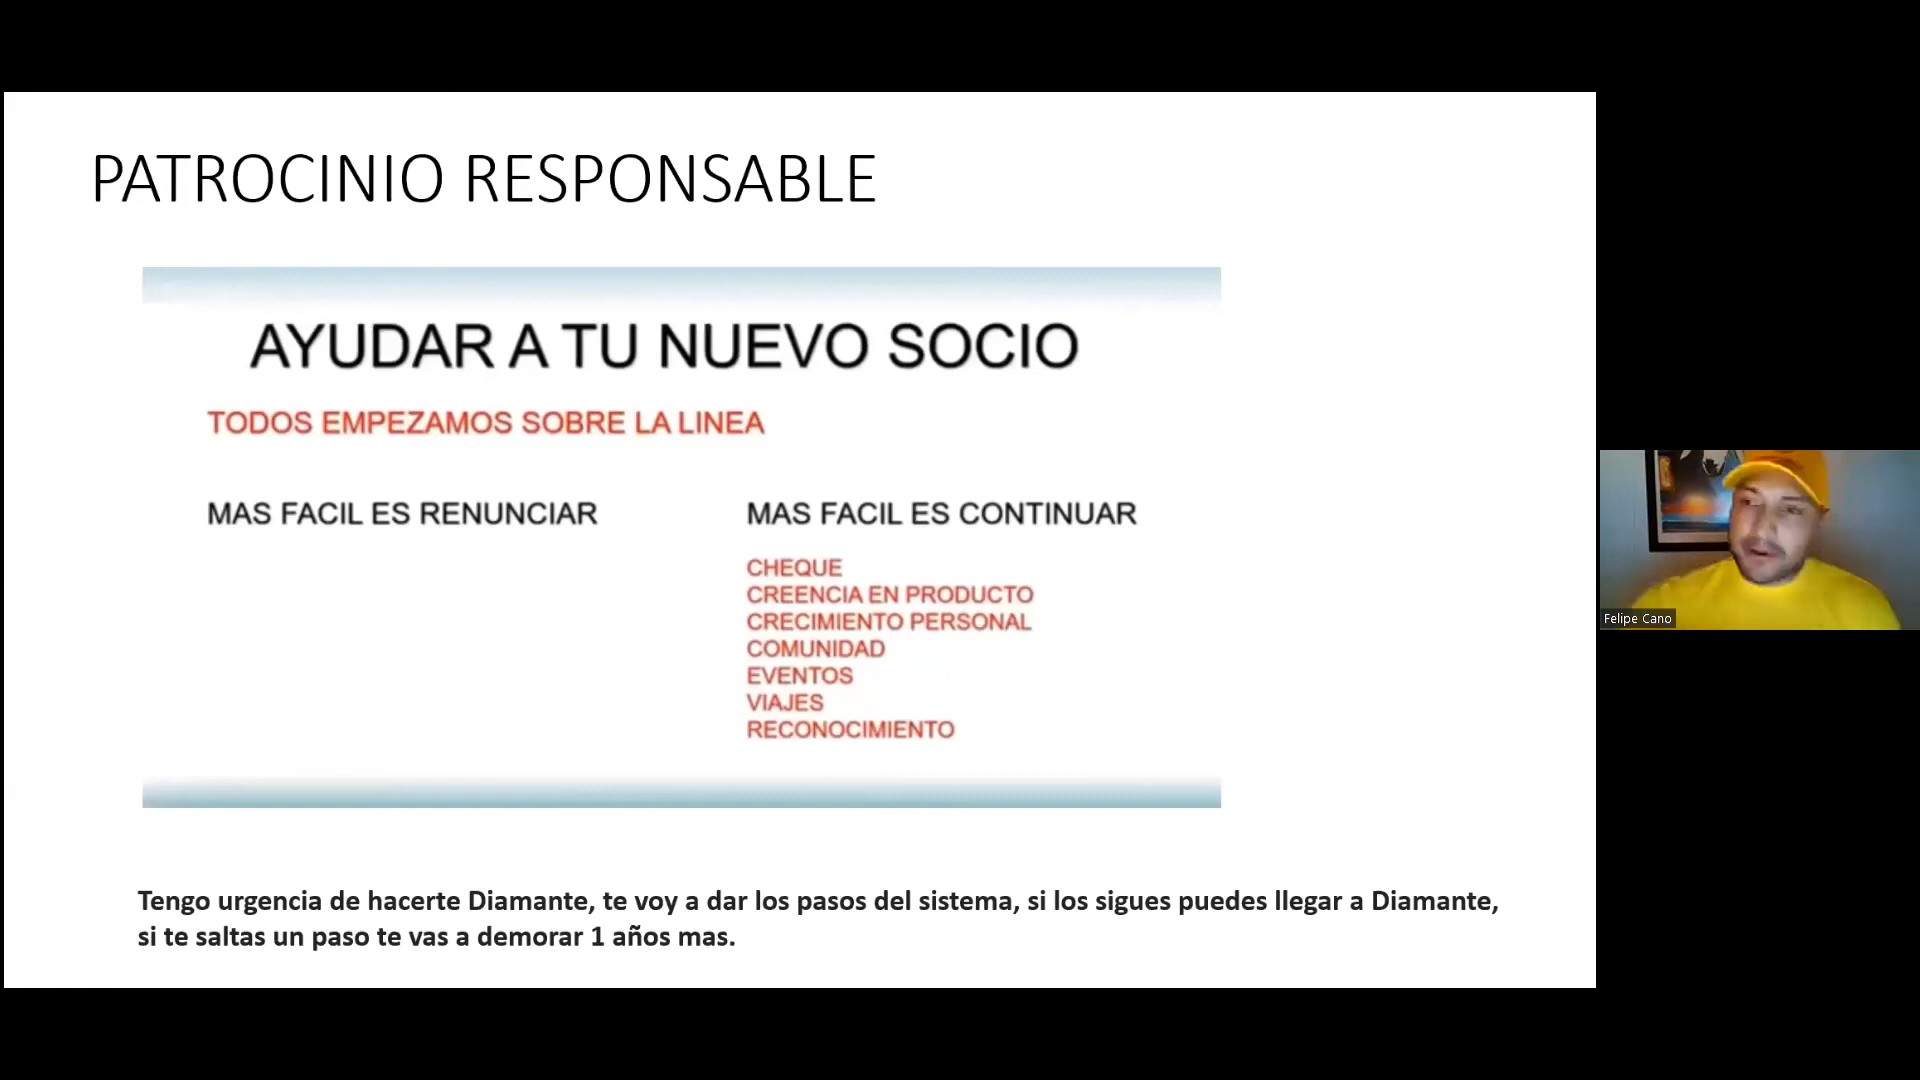 PATROCINIO RESPONSABLE
AYUDAR A TU NUEVO SOCIO
TODOS EMPEZAMOS SOBRE LA LINEA
MAS FACIL ES RENUNCIAR
MAS FACIL ES CONTINUAR
CHEQUE
CREENCIA EN PRODUCTO
CRECIMIENTO PERSONAL
COMUNIDAD
EVENTOS
VIAJES
RECONOCIMIENTO
Tengo urgencia de hacerte Diamante, te voy a dar los pasos del sistema, si los sigues puedes llegar a Diamante,
si te saltas un paso te vas a demorar 1 años mas.
Felipe Cano